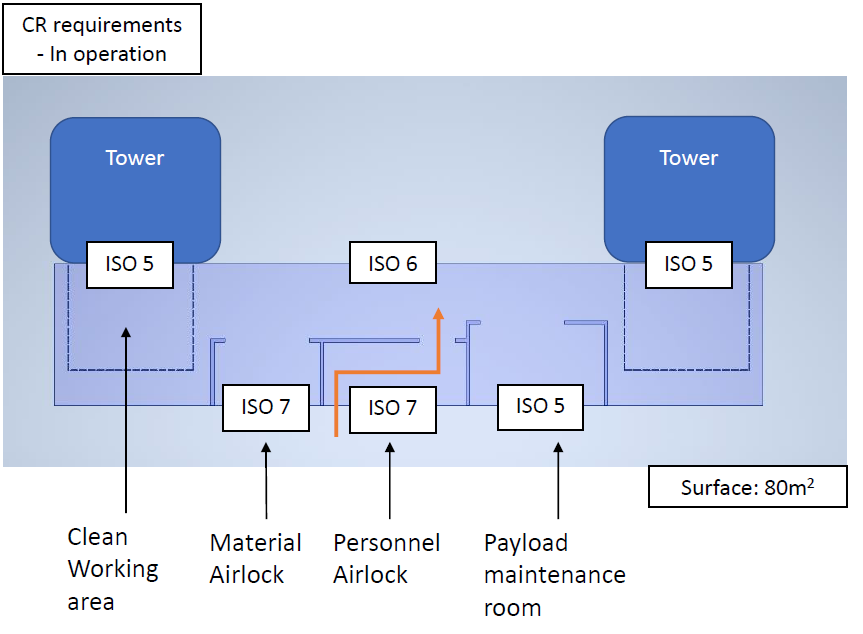 CR requirements
- In operation
Tower
Tower
ISO 5
ISO 6
ISO 5
ISO 7
ISO 7
ISO 5
Surface: 80m²
Clean
Working
area
Material
Airlock
Personnel
Airlock
Payload
maintenance
room